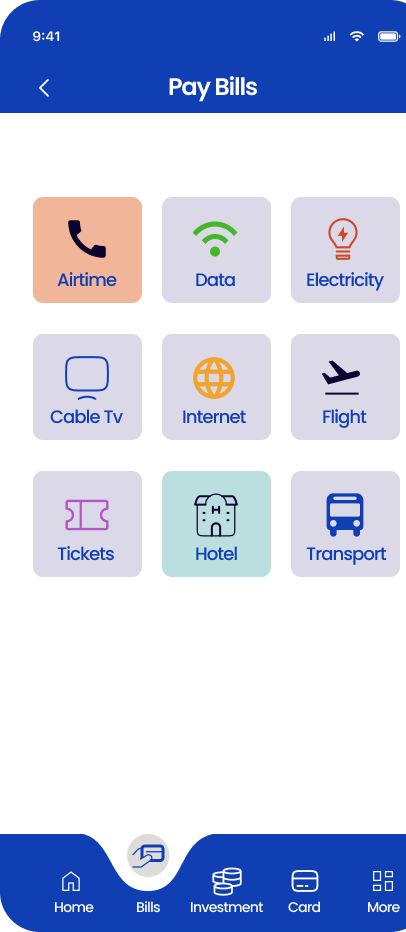 9:41
Pay Bills
Airtime
Data
Electricity
Cable Tv
Internet
Flight
Tickets
H
Hotel
Transport
Home
Bills
Investment
Card
More